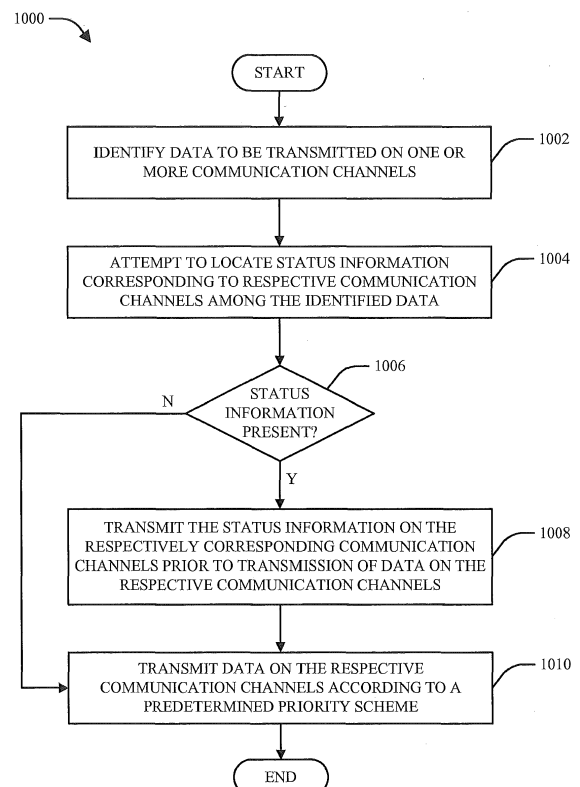 1000
START
IDENTIFY DATA TO BE TRANSMITTED ON ONE OR
MORE COMMUNICATION CHANNELS
1002
ATTEMPT TO LOCATE STATUS INFORMATION
CORRESPONDING TO RESPECTIVE COMMUNICATION
CHANNELS AMONG THE IDENTIFIED DATA
1004
STATUS
INFORMATION
PRESENT?
1006
N
Y
TRANSMIT THE STATUS INFORMATION ON THE
RESPECTIVELY CORRESPONDING COMMUNICATION
CHANNELS PRIOR TO TRANSMISSION OF DATA ON THE
RESPECTIVE COMMUNICATION CHANNELS
1008
TRANSMIT DATA ON THE RESPECTIVE
COMMUNICATION CHANNELS ACCORDING TO A
PREDETERMINED PRIORITY SCHEME
1010
END